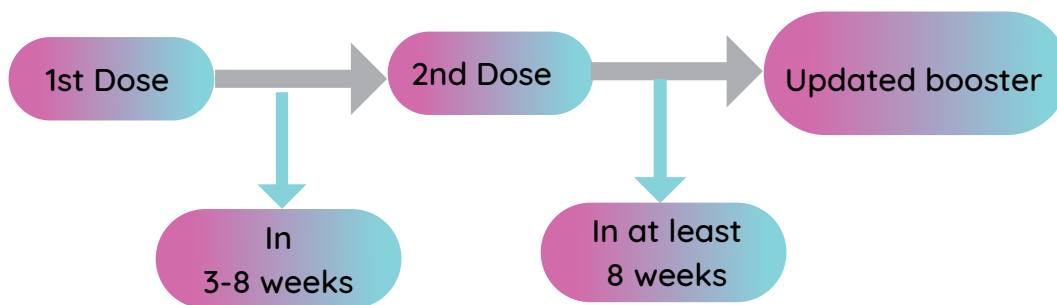 1st Dose
2nd Dose
Updated booster
In
3-8 weeks
In at least
8 weeks